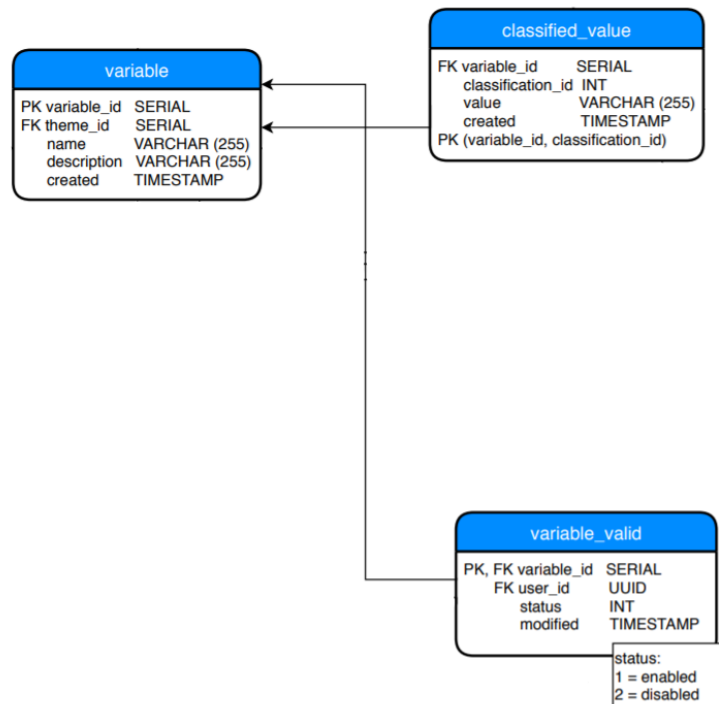 variable
PK variable_id SERIAL
FK theme_id SERIAL
name VARCHAR (255)
description VARCHAR (255)
created TIMESTAMP
classified_value
FK variable_id SERIAL
classification_id INT
value VARCHAR (255)
created TIMESTAMP
PK (variable_id, classification_id)
variable_valid
PK, FK variable_id SERIAL
FK user_id UUID
status INT
modified TIMESTAMP
status:
1 = enabled
2 = disabled